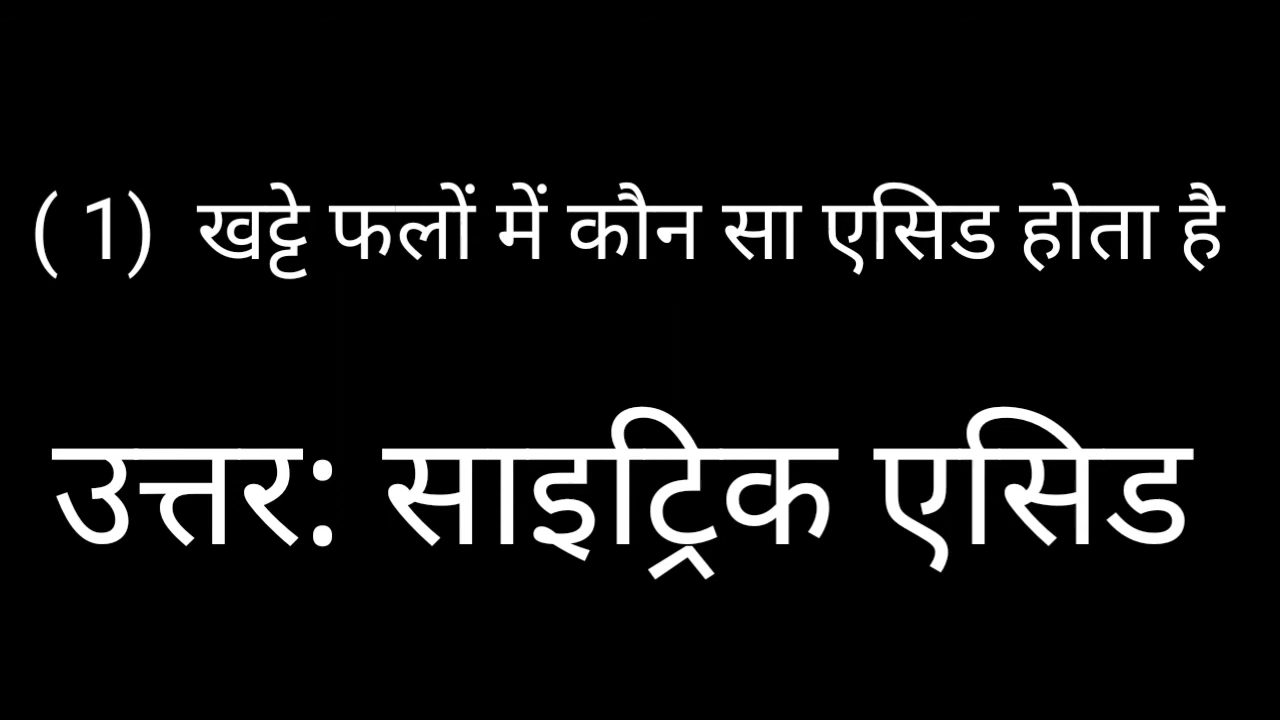 ( 1) खट्टे फलों में कौन सा एसिड होता है
उत्तर: साइट्रिक एसिड